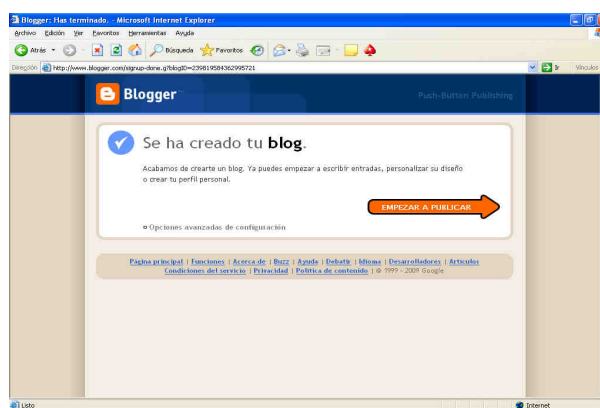 Blogger: Has terminado. - Microsoft Internet Explorer
Archivo Edición Ver Favoritos Herramientas Ayuda
Atrás Búsqueda Favoritos
Dirección http://www.blogger.com/signup-done.g?blogID=239819584362995721 Ir Vínculos
Blogger Push-Button Publishing
Se ha creado tu blog.
Acabamos de crearte un blog. Ya puedes empezar a escribir entradas, personalizar su diseño
o crear tu perfil personal.
EMPEZAR A PUBLICAR
Opciones avanzadas de configuración
Página principal | Funciones | Acerca de | Buzz | Ayuda | Debatir | Idioma | Desarrolladores | Artículos
Condiciones del servicio | Privacidad | Política de contenido | © 1999 - 2009 Google
Listo Internet